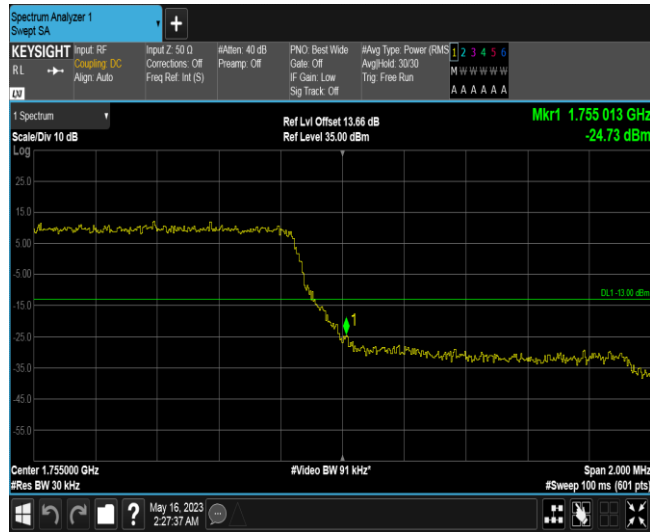 Spectrum Analyzer 1
Swept SA
+
KEYSIGHT
RL
LXI
Input: RF
Coupling: DC
Align: Auto
Input Z: 50 Ω
Corrections: Off
Freq Ref: Int (S)
#Atten: 40 dB
Preamp: Off
PNO: Best Wide
Gate: Off
IF Gain: Low
Sig Track: Off
#Avg Type: Power (RMS
Avg|Hold: 30/30
Trig: Free Run
1 2 3 4 5 6
M W W W W W
A A A A A A
1 Spectrum
Scale/Div 10 dB
Log
Ref Lvl Offset 13.66 dB
Ref Level 35.00 dBm
Mkr1 1.755 013 GHz
-24.73 dBm
25.0
15.0
5.00
-5.00
-15.0
-25.0
-35.0
-45.0
-55.0
DL1 -13.00 dBm
1
Center 1.755000 GHz
#Res BW 30 kHz
#Video BW 91 kHz*
Span 2.000 MHz
#Sweep 100 ms (601 pts)
?
May 16, 2023
2:27:37 AM